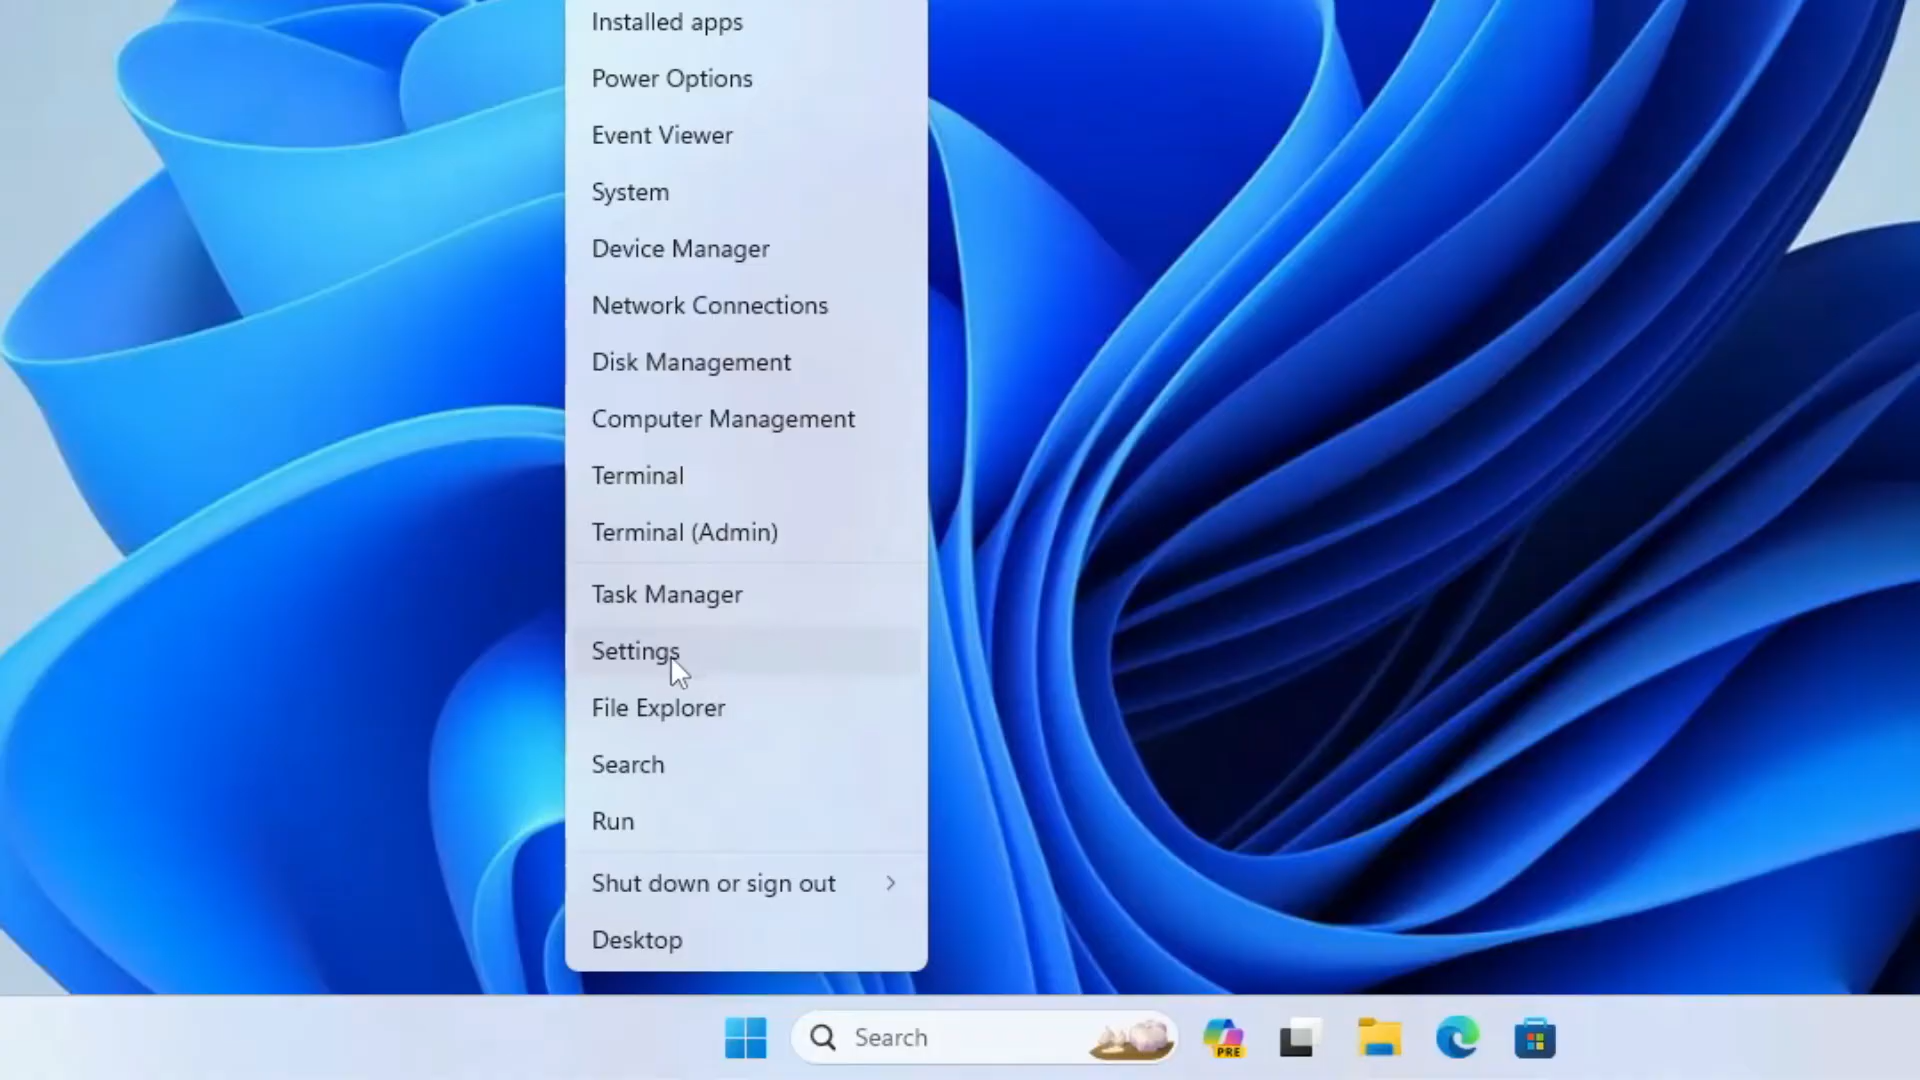 Installed apps
Power Options
Event Viewer
System
Device Manager
Network Connections
Disk Management
Computer Management
Terminal
Terminal (Admin)
Task Manager
Settings
File Explorer
Search
Run
Shut down or sign out
Desktop
Search
PRE